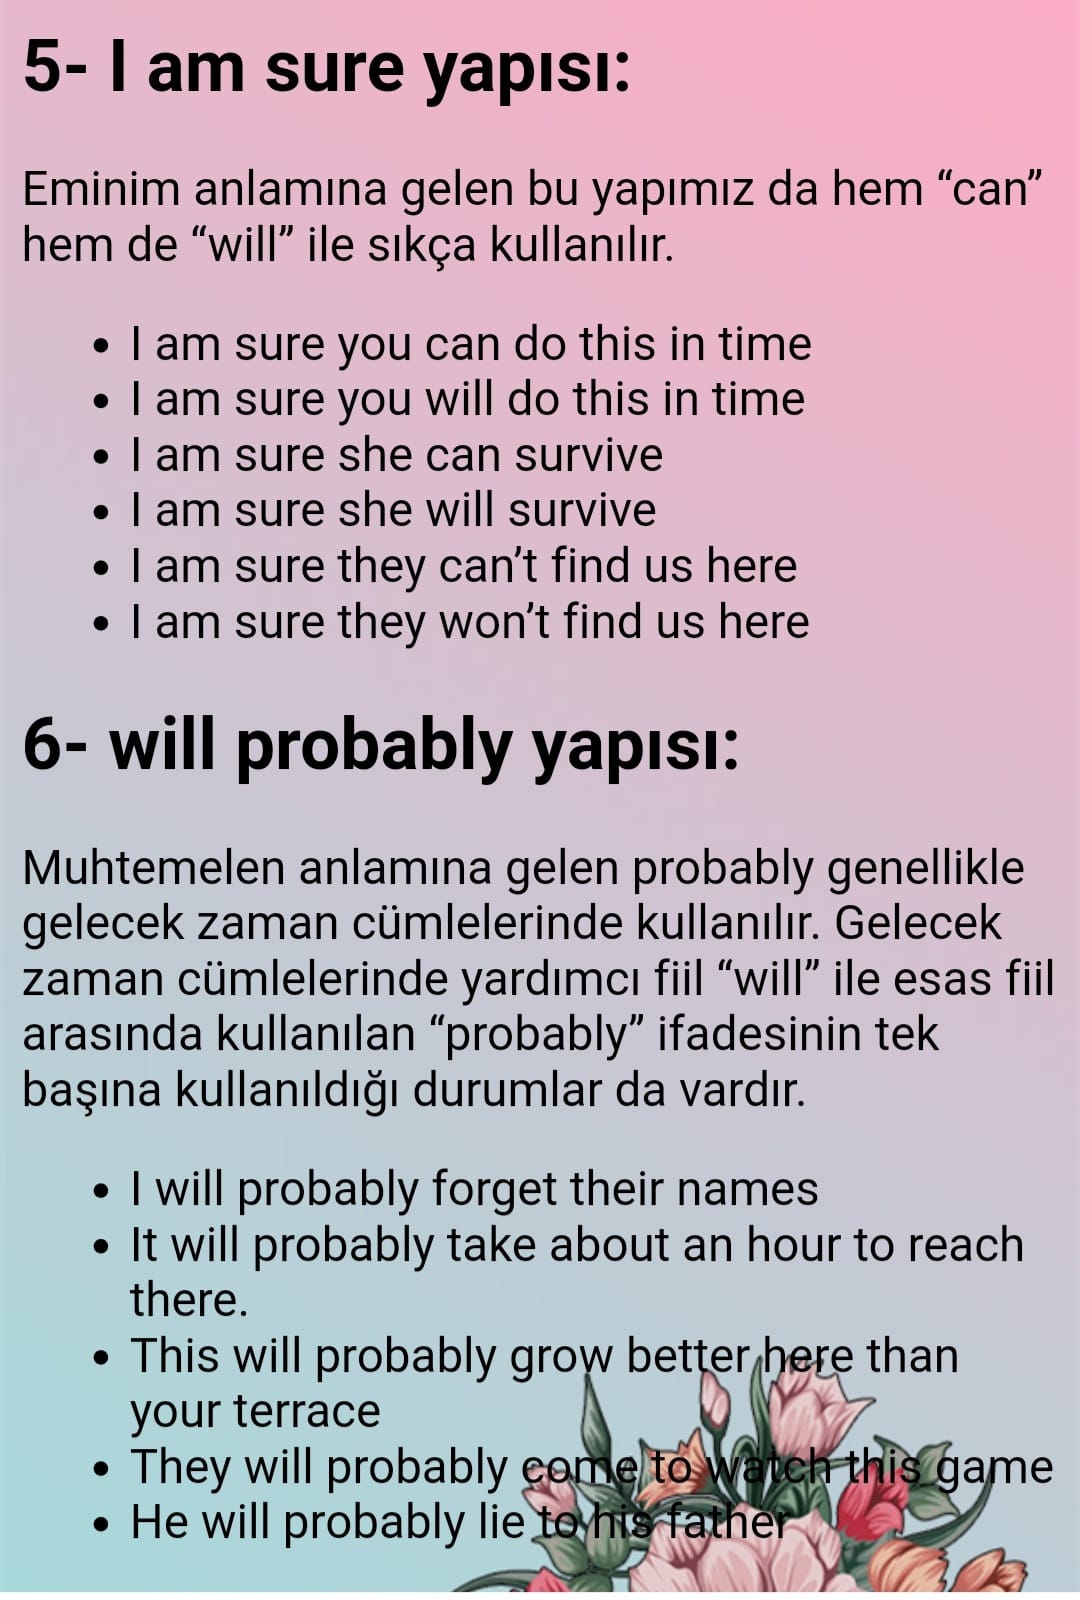 5- I am sure yapısı:
Eminim anlamına gelen bu yapımız da hem “can”
hem de “will” ile sıkça kullanılır.
• I am sure you can do this in time
• I am sure you will do this in time
• I am sure she can survive
• I am sure she will survive
• I am sure they can’t find us here
• I am sure they won’t find us here
6- will probably yapısı:
Muhtemelen anlamına gelen probably genellikle
gelecek zaman cümlelerinde kullanılır. Gelecek
zaman cümlelerinde yardımcı fiil “will” ile esas fiil
arasında kullanılan “probably” ifadesinin tek
başına kullanıldığı durumlar da vardır.
• I will probably forget their names
• It will probably take about an hour to reach
there.
• This will probably grow better here than
your terrace
• They will probably come to watch this game
• He will probably lie to his father